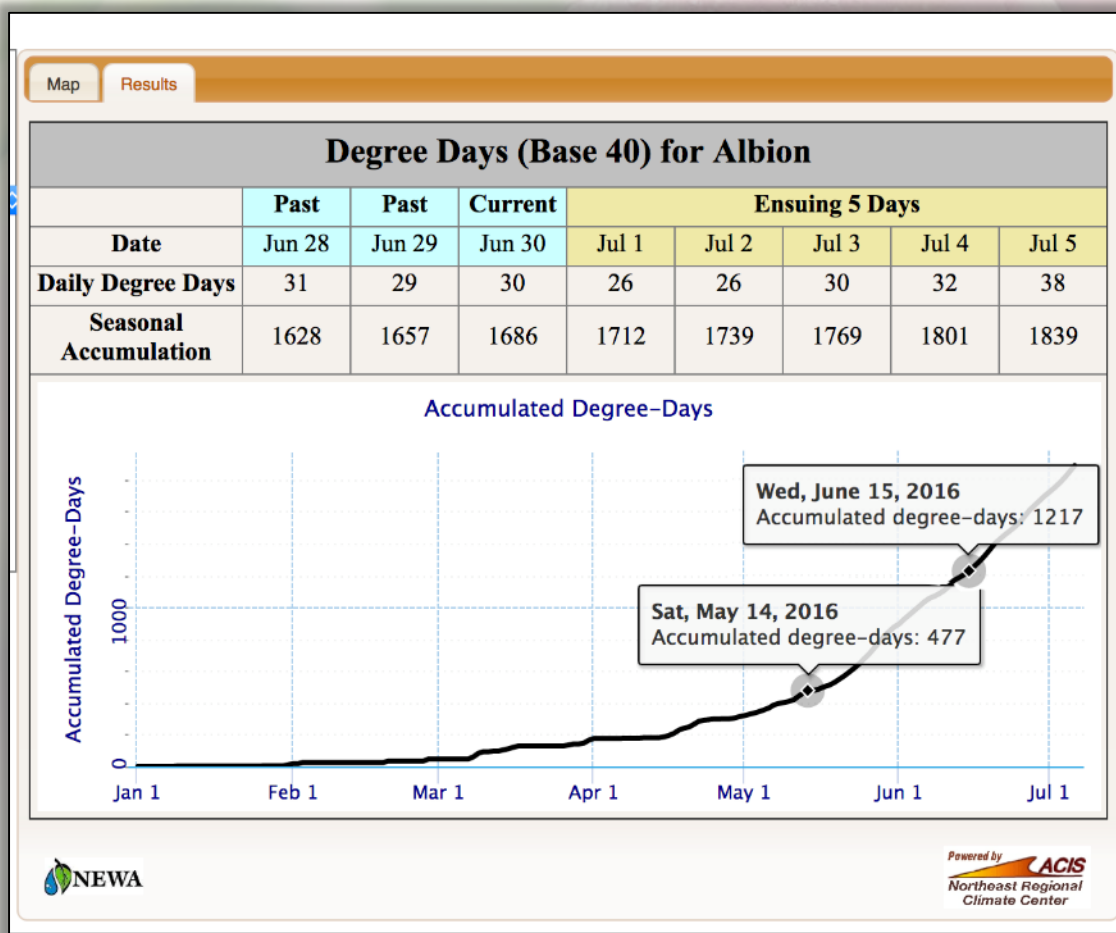 Map Results
Degree Days (Base 40) for Albion
Past Past Current Ensuing 5 Days
Date Jun 28 Jun 29 Jun 30 Jul 1 Jul 2 Jul 3 Jul 4 Jul 5
Daily Degree Days 31 29 30 26 26 30 32 38
Seasonal
Accumulation 1628 1657 1686 1712 1739 1769 1801 1839
Accumulated Degree-Days
Accumulated Degree-Days
Wed, June 15, 2016
Accumulated degree-days: 1217
1000
Sat, May 14, 2016
Accumulated degree-days: 477
0
Jan 1 Feb 1 Mar 1 Apr 1 May 1 Jun 1 Jul 1
NEWA
Powered by
ACIS
Northeast Regional
Climate Center